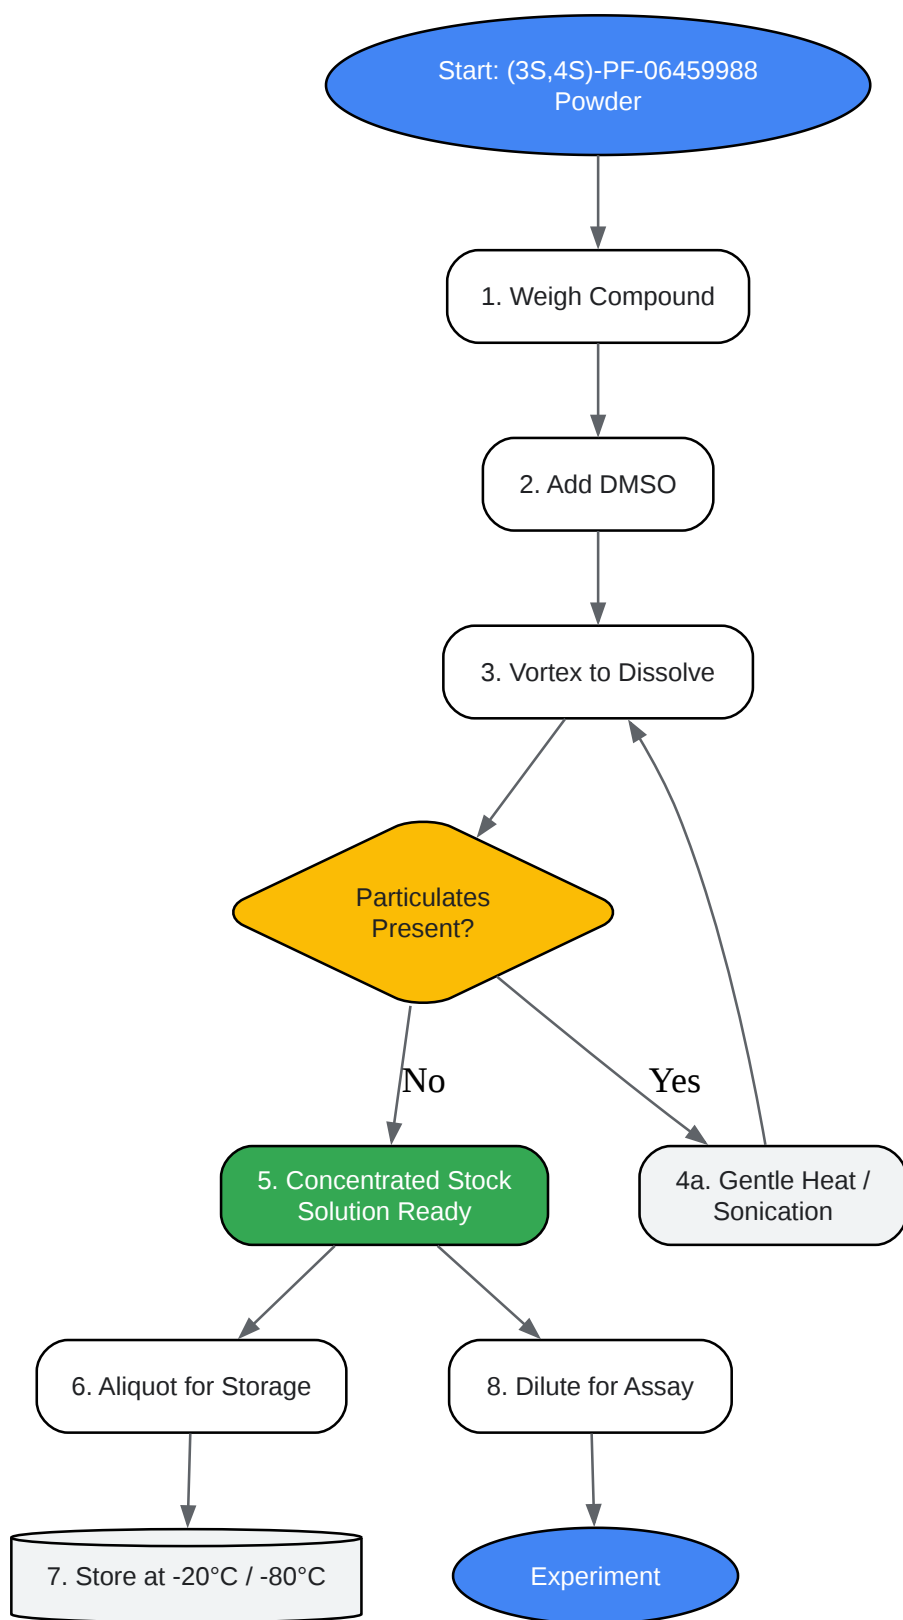 Start: (3S,4S)-PF-06459988
Powder
1. Weigh Compound
2. Add DMSO
3. Vortex to Dissolve
Particulates
Present?
No
Yes
5. Concentrated Stock
Solution Ready
4a. Gentle Heat /
Sonication
6. Aliquot for Storage
8. Dilute for Assay
7. Store at -20°C / -80°C
Experiment